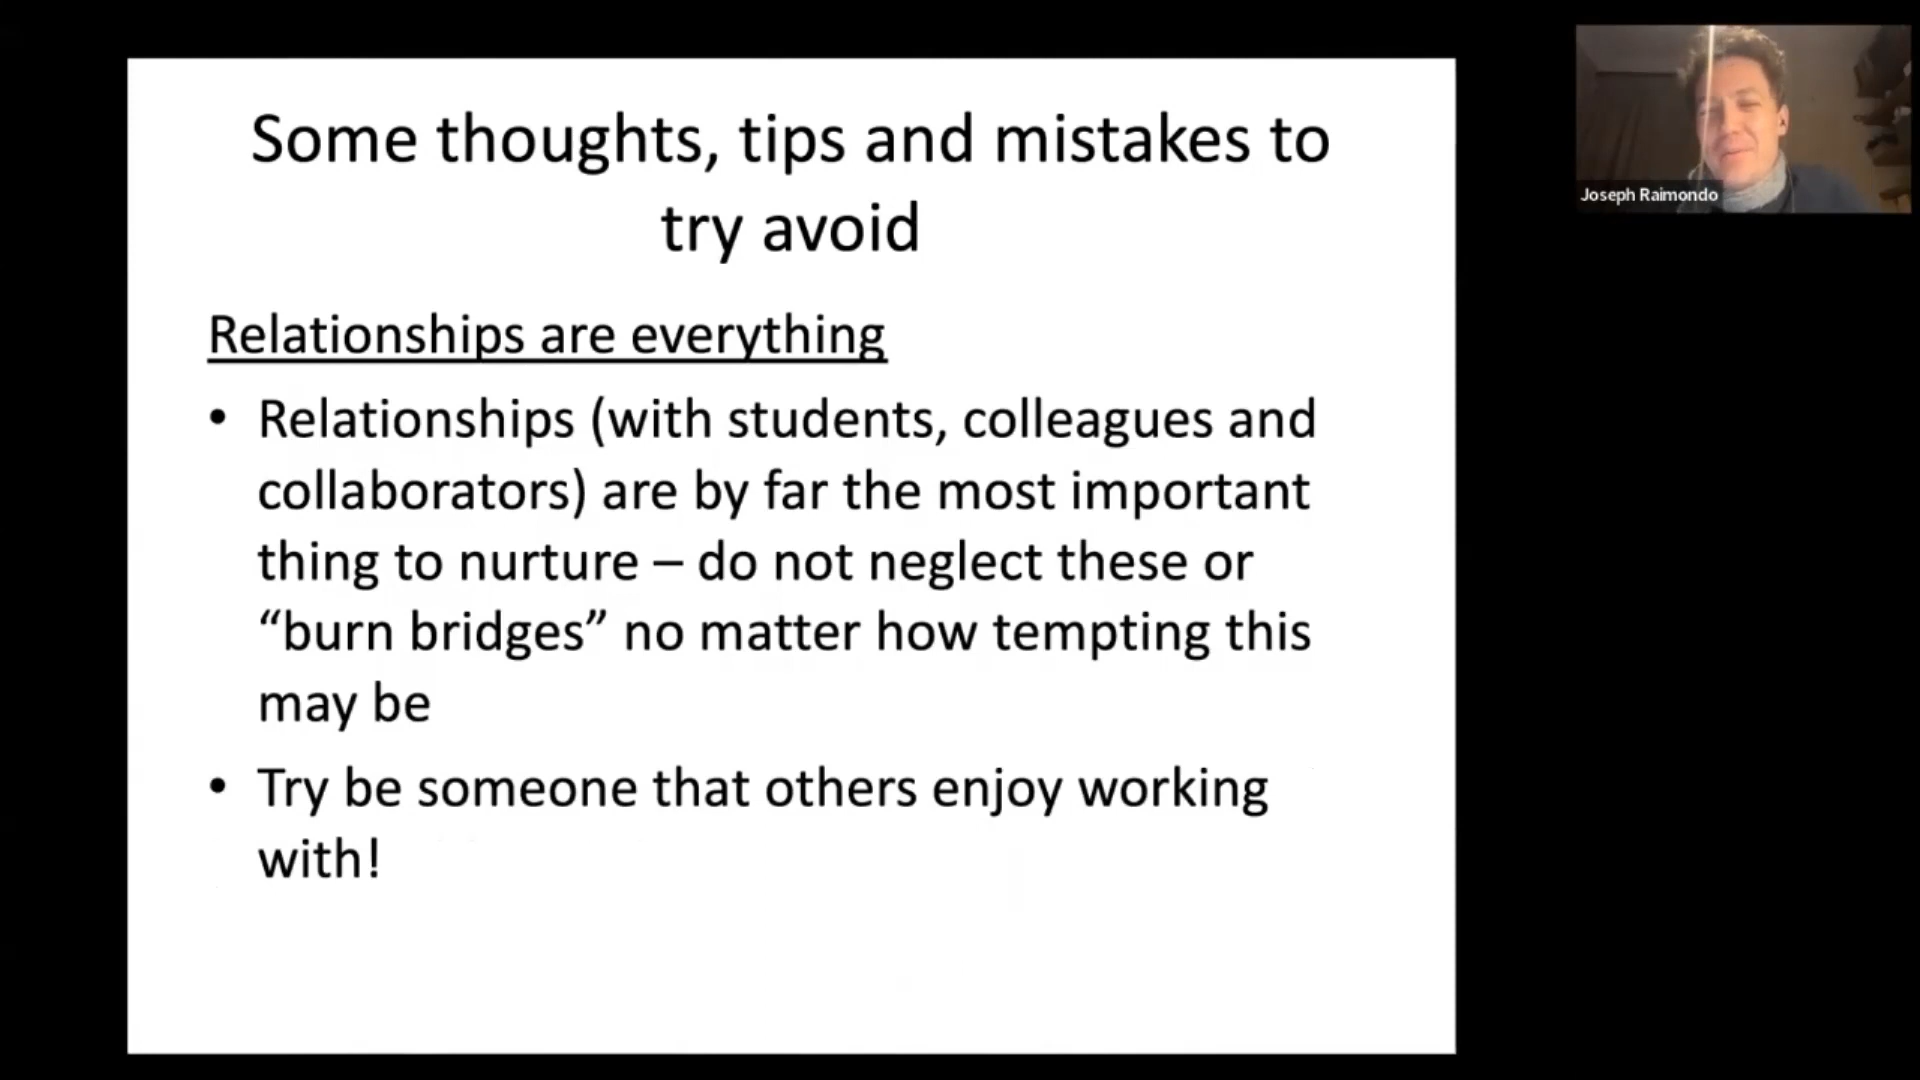 Some thoughts, tips and mistakes to
try avoid
Relationships are everything
• Relationships (with students, colleagues and
collaborators) are by far the most important
thing to nurture – do not neglect these or
“burn bridges” no matter how tempting this
may be
• Try be someone that others enjoy working
with!
Joseph Raimondo